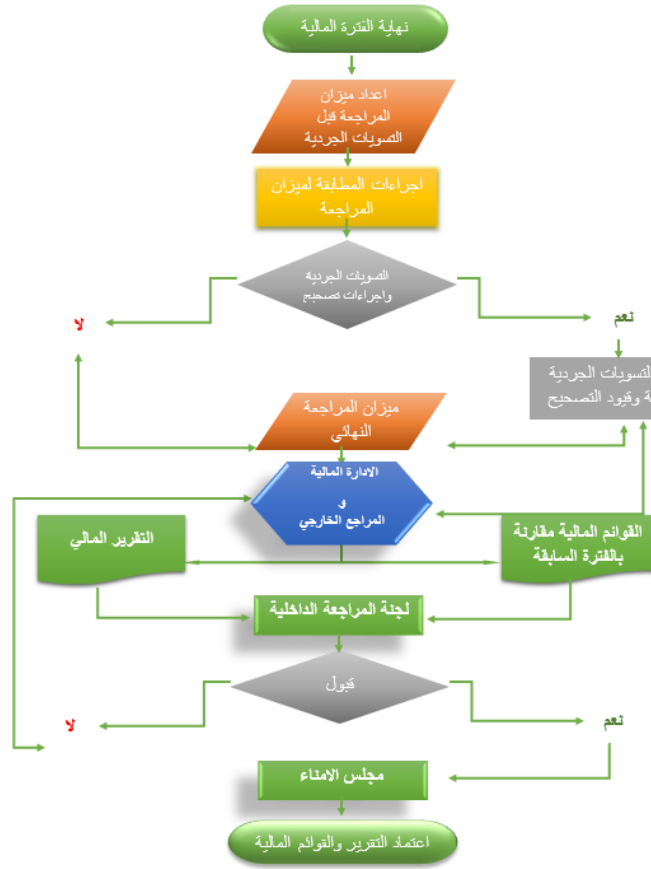 نهاية الفترة المالية
اعداد ميزان
المراجعة قبل
التسويات الجردية
اجراءات المطابقة لميزان
المراجعة
التسويات الجردية
واجراءات تصحيح
لا
نعم
التسويات الجردية
وقيود التصحيح
ميزان المراجعة
النهائي
الادارة المالية
و
المراجع الخارجي
القوائم المالية مقارنة
بالفترة السابقة
التقرير المالي
لجنة المراجعة الداخلية
قبول
لا
نعم
مجلس الامناء
اعتماد التقرير والقوائم المالية